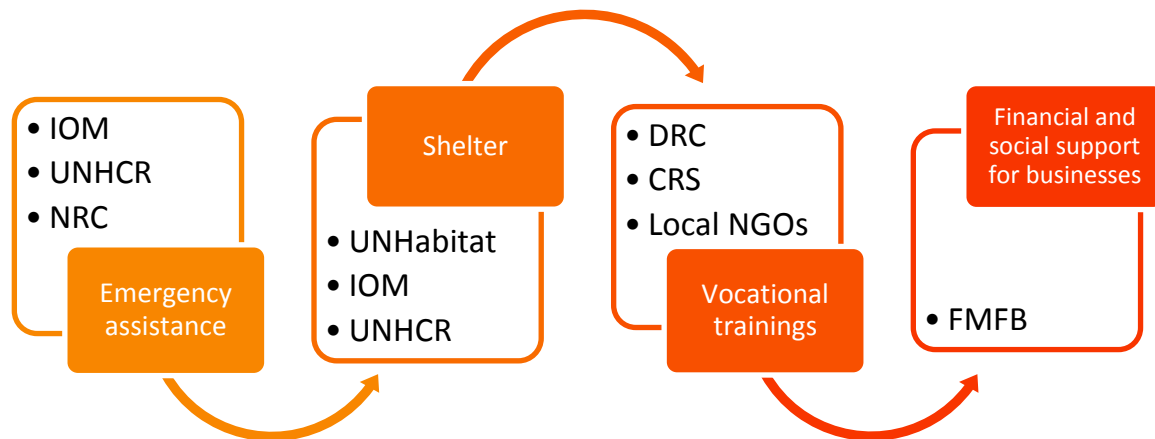 • IOM
• UNHCR
• NRC
Emergency
assistance
Shelter
• UNHabitat
• IOM
• UNHCR
• DRC
• CRS
• Local NGOs
Vocational
trainings
Financial and
social support
for businesses
• FMFB